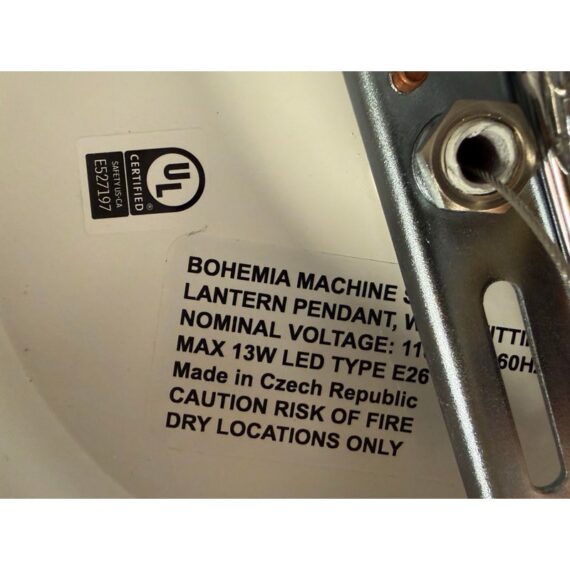 UL
CERTIFIED
SAFETY US-CA
E527197
BOHEMIA MACHINE
LANTERN PENDANT,
NOMINAL VOLTAGE: 60HZ
MAX 13W LED TYPE E26
Made in Czech Republic
CAUTION RISK OF FIRE
DRY LOCATIONS ONLY